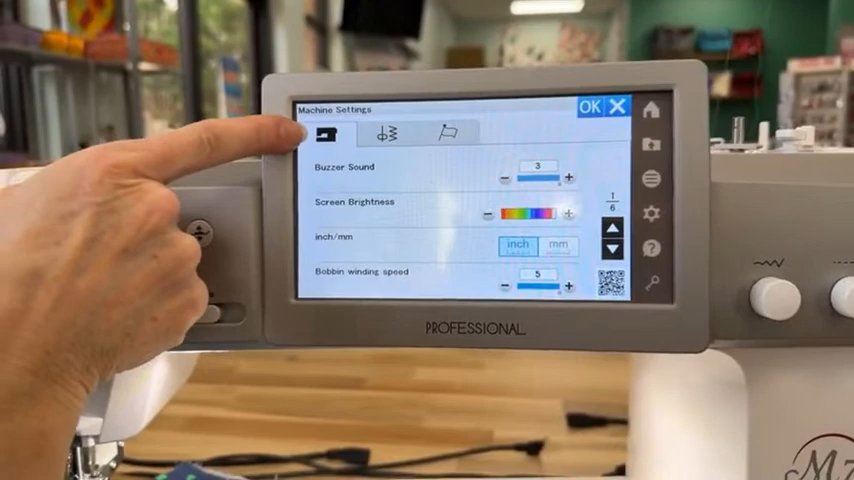 Machine Settings
OK
Buzzer Sound
3
Screen Brightness
1
6
inch/mm
inch mm
Bobbin winding speed
5
PROFESSIONAL
M7